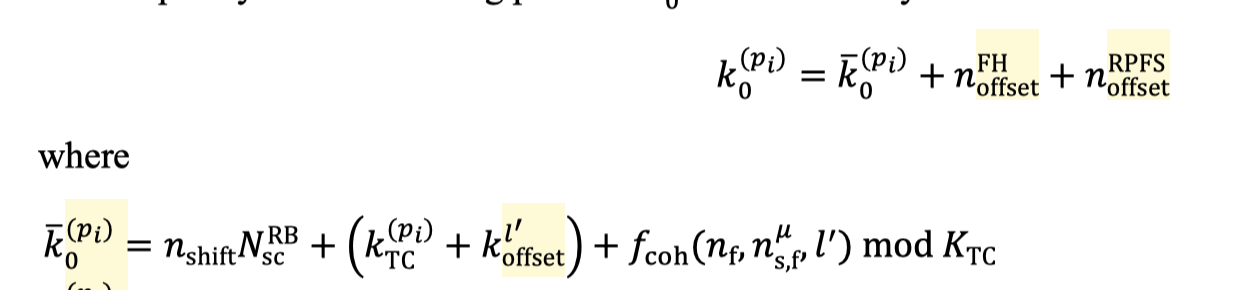 k_0^{(p_i)} = \bar{k}_0^{(p_i)} + n_{offset}^{FH} + n_{offset}^{RPFS}
where
\bar{k}_0^{(p_i)} = n_{shift} N_{sc}^{RB} + (k_{TC}^{(p_i)} + k_{offset}^{l'}) + f_{coh}(n_f, n_{s,f}^{μ}, l') mod K_{TC}